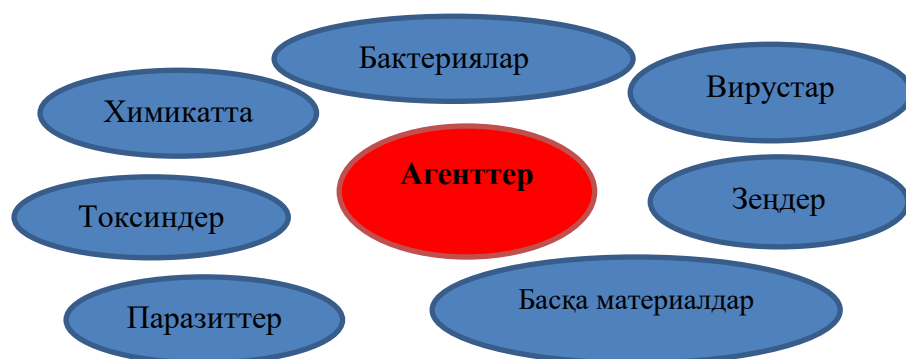 Бактериялар
Вирустар
Химикатта
Агенттер
Зеңдер
Токсиндер
Басқа материалдар
Паразиттер